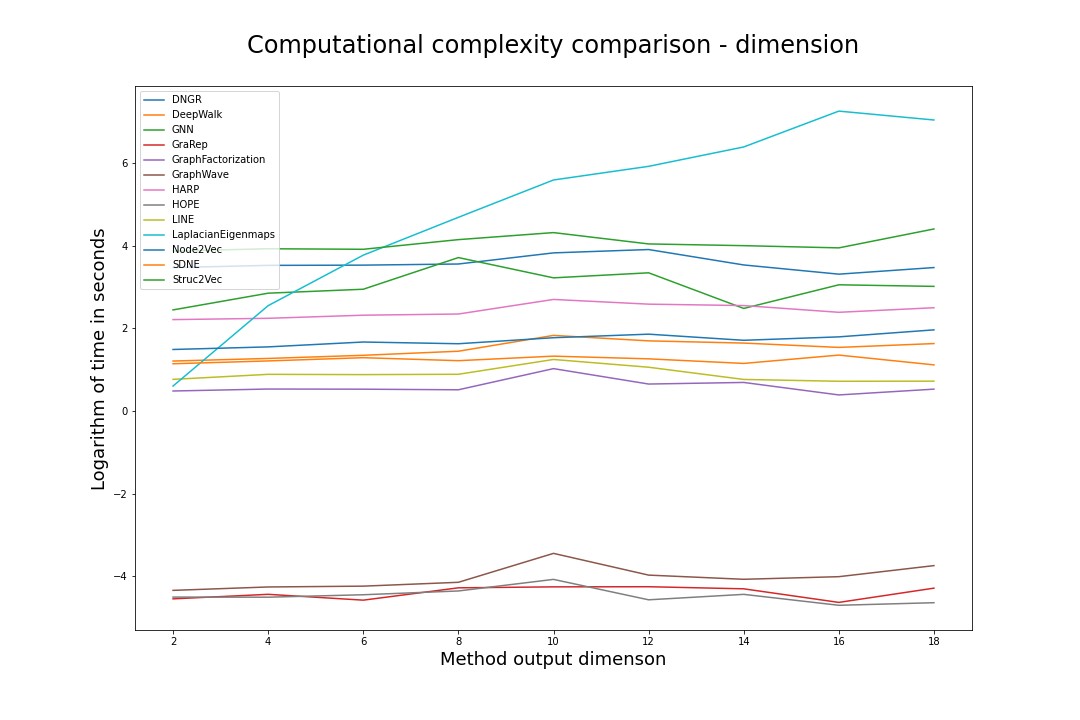 Computational complexity comparison - dimension
DNGR
DeepWalk
GNN
GraRep
GraphFactorization
GraphWave
HARP
HOPE
LINE
LaplacianEigenmaps
Node2Vec
SDNE
Struc2Vec
Logarithm of time in seconds
6
4
2
0
−2
−4
2 4 6 8 10 12 14 16 18
Method output dimenson